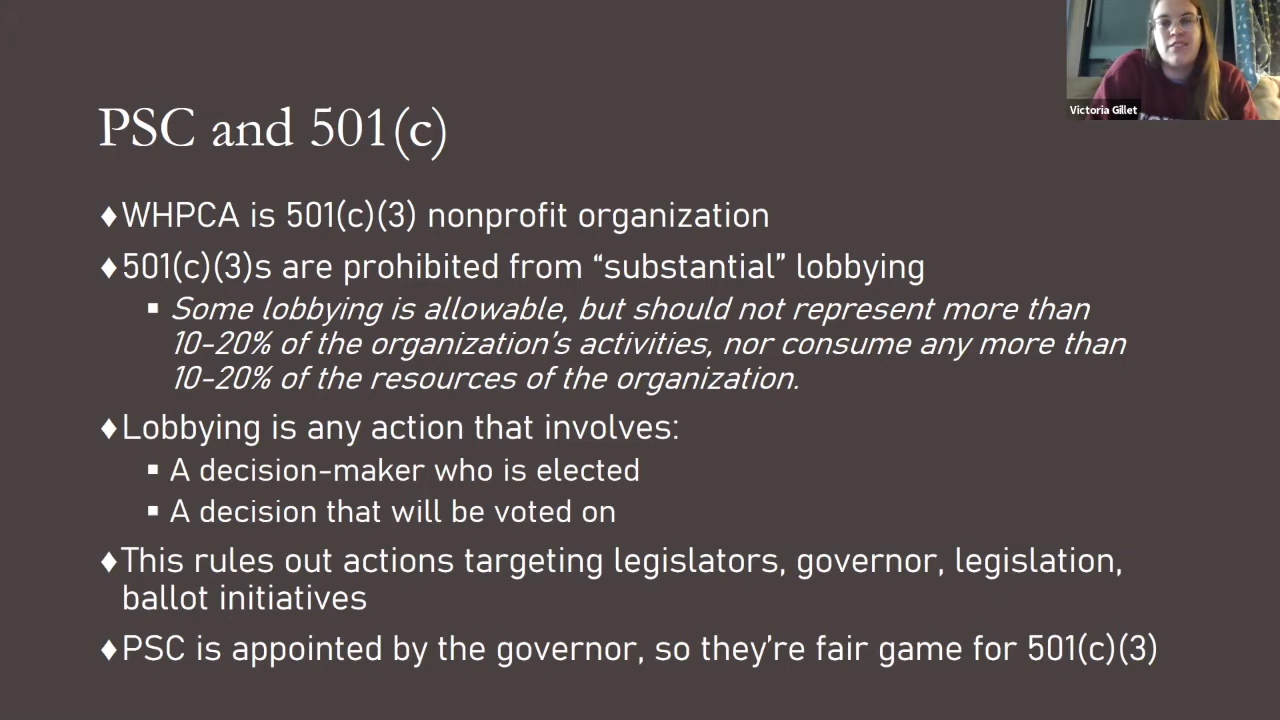 PSC and 501(c)
Victoria Gillet
♦WHPCA is 501(c)(3) nonprofit organization
♦501(c)(3)s are prohibited from “substantial” lobbying
▪ Some lobbying is allowable, but should not represent more than
10-20% of the organization’s activities, nor consume any more than
10-20% of the resources of the organization.
♦Lobbying is any action that involves:
▪ A decision-maker who is elected
▪ A decision that will be voted on
♦This rules out actions targeting legislators, governor, legislation,
ballot initiatives
♦PSC is appointed by the governor, so they’re fair game for 501(c)(3)